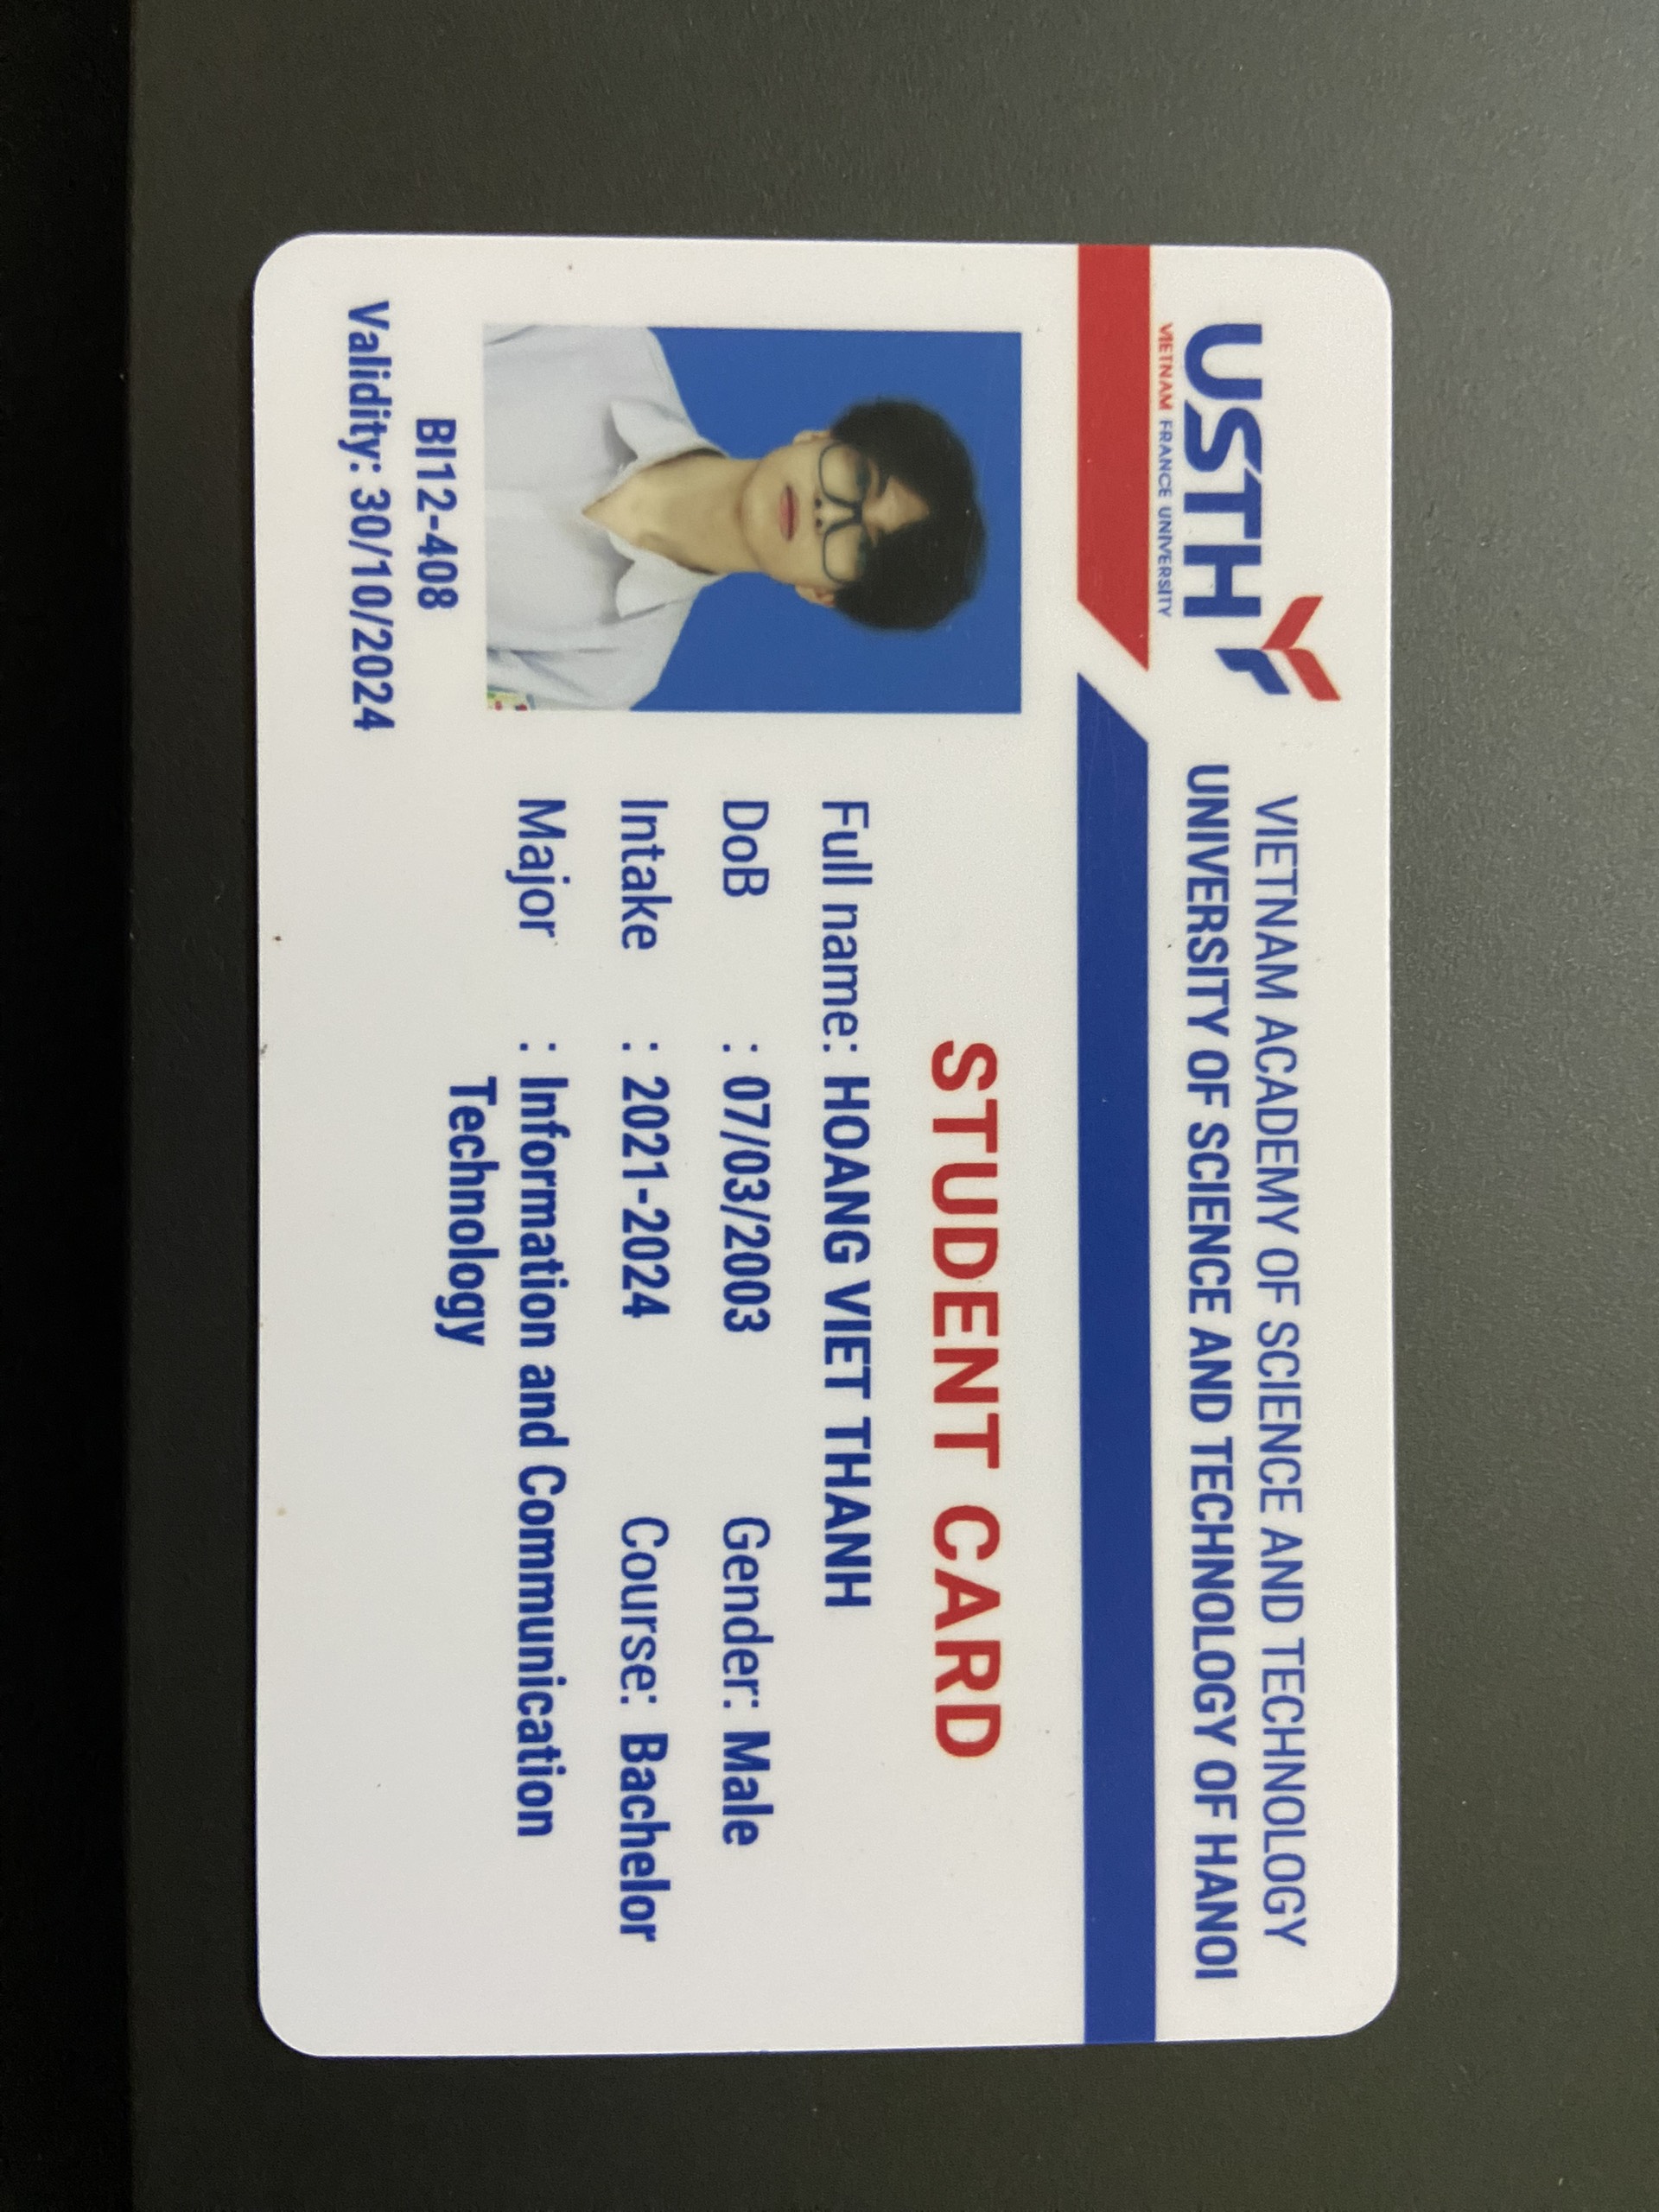 USTH
VIETNAM FRANCE UNIVERSITY
VIETNAM ACADEMY OF SCIENCE AND TECHNOLOGY
UNIVERSITY OF SCIENCE AND TECHNOLOGY OF HANOI
STUDENT CARD
Full name: HOANG VIET THANH
DoB : 07/03/2003 Gender: Male
Intake : 2021-2024 Course: Bachelor
Major : Information and Communication
Technology
BI12-408
Validity: 30/10/2024